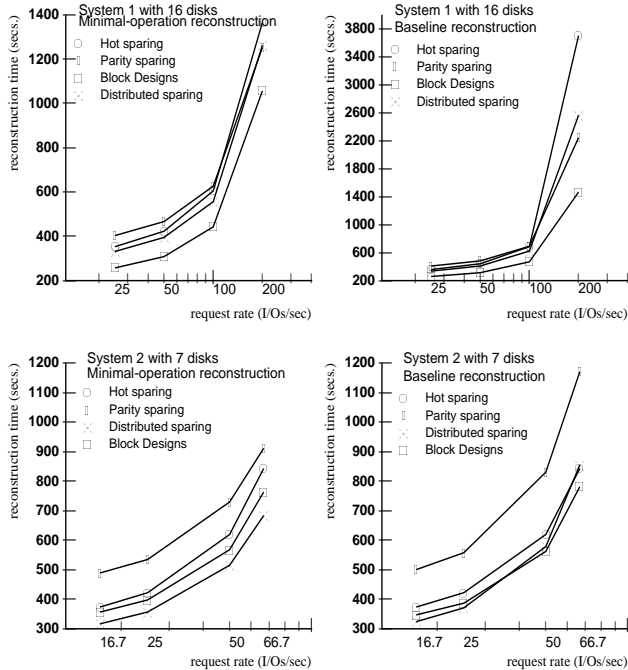 System 1 with 16 disks
Minimal-operation reconstruction
Hot sparing
Parity sparing
Block Designs
Distributed sparing
reconstruction time (secs.)
1400
1200
1000
800
600
400
200
25
50
100
200
request rate (I/Os/sec)
System 1 with 16 disks
Baseline reconstruction
Hot sparing
Parity sparing
Block Designs
Distributed sparing
reconstruction time (secs.)
3800
3400
3000
2600
2200
1800
1400
1000
600
200
25
50
100
200
request rate (I/Os/sec)
System 2 with 7 disks
Minimal-operation reconstruction
Hot sparing
Parity sparing
Distributed sparing
Block Designs
reconstruction time (secs.)
1200
1100
1000
900
800
700
600
500
400
300
16.7
25
50
66.7
request rate (I/Os/sec)
System 2 with 7 disks
Baseline reconstruction
Hot sparing
Parity sparing
Distributed sparing
Block Designs
reconstruction time (secs.)
1200
1100
1000
900
800
700
600
500
400
300
16.7
25
50
66.7
request rate (I/Os/sec)